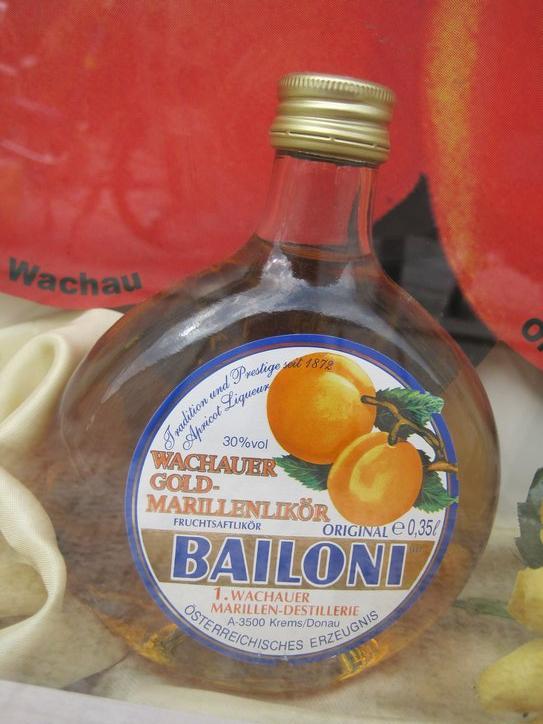 Wachau
Tradition und Prestige seit 1872
Apricot Liqueur
30%vol
WACHAUER
GOLD-
MARILLENLIKÖR
FRUCHTSAFTLIKÖR
ORIGINAL e 0,35ℓ
BAILONI
1. WACHAUER
MARILLEN-DESTILLERIE
A-3500 Krems/Donau
ÖSTERREICHISCHES ERZEUGNIS